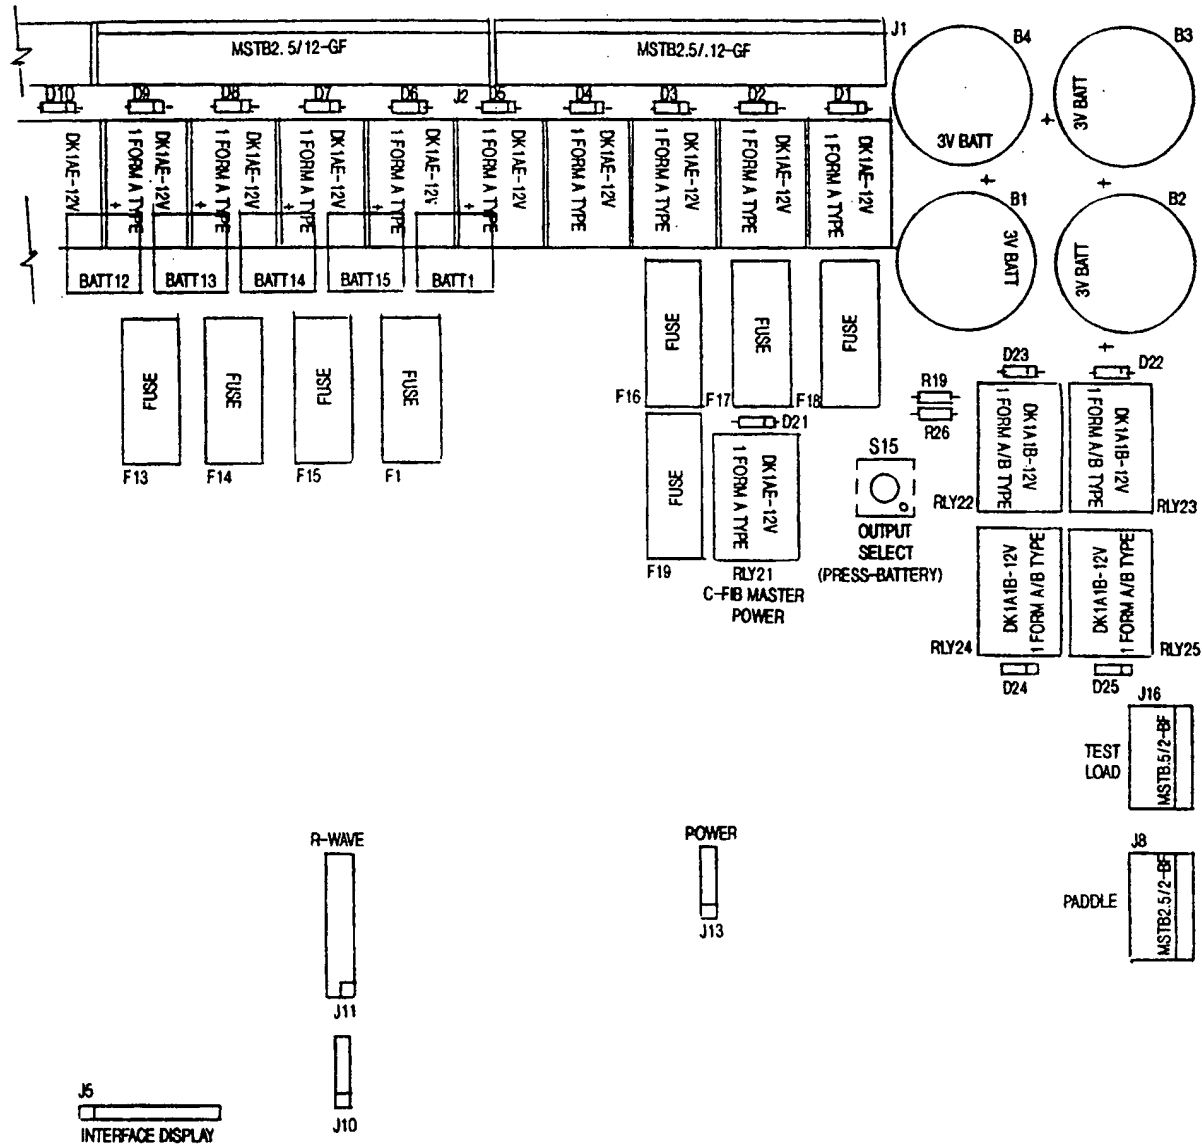 J1
B4
B3
MSTB2. 5/12-GF
MSTB2.5/.12-GF
D10
D9
D8
D7
D6
J2
D5
D4
D3
D2
D1
3V BATT
3V BATT
+
DK1AE-12V
1 FORM A TYPE
DK1AE-12V
1 FORM A TYPE
DK1AE-12V
1 FORM A TYPE
DK1AE-12V
1 FORM A TYPE
DK1AE-12V
1 FORM A TYPE
DK1AE-12V
1 FORM A TYPE
DK1AE-12V
1 FORM A TYPE
DK1AE-12V
1 FORM A TYPE
DK1AE-12V
1 FORM A TYPE
DK1AE-12V
+
+
+
+
+
+
+
B1
B2
3V BATT
3V BATT
+
BATT12
BATT13
BATT14
BATT15
BATT1
FUSE
FUSE
FUSE
F16
F17
F18
FUSE
FUSE
FUSE
FUSE
F13
F14
F15
F1
D23
D22
R19
R26
D21
DK1A1B-12V
1 FORM A/B TYPE
DK1A1B-12V
1 FORM A/B TYPE
RLY22
RLY23
FUSE
F19
DK1AE-12V
1 FORM A TYPE
RLY21
C-FIB MASTER
POWER
S15
OUTPUT
SELECT
(PRESS-BATTERY)
DK1A1B-12V
1 FORM A/B TYPE
DK1A1B-12V
1 FORM A/B TYPE
RLY24
RLY25
D24
D25
J16
TEST
LOAD
MSTB.5/2-BF
R-WAVE
POWER
J8
PADDLE
MSTB2.5/2-BF
J13
J11
J5
J10
INTERFACE DISPLAY